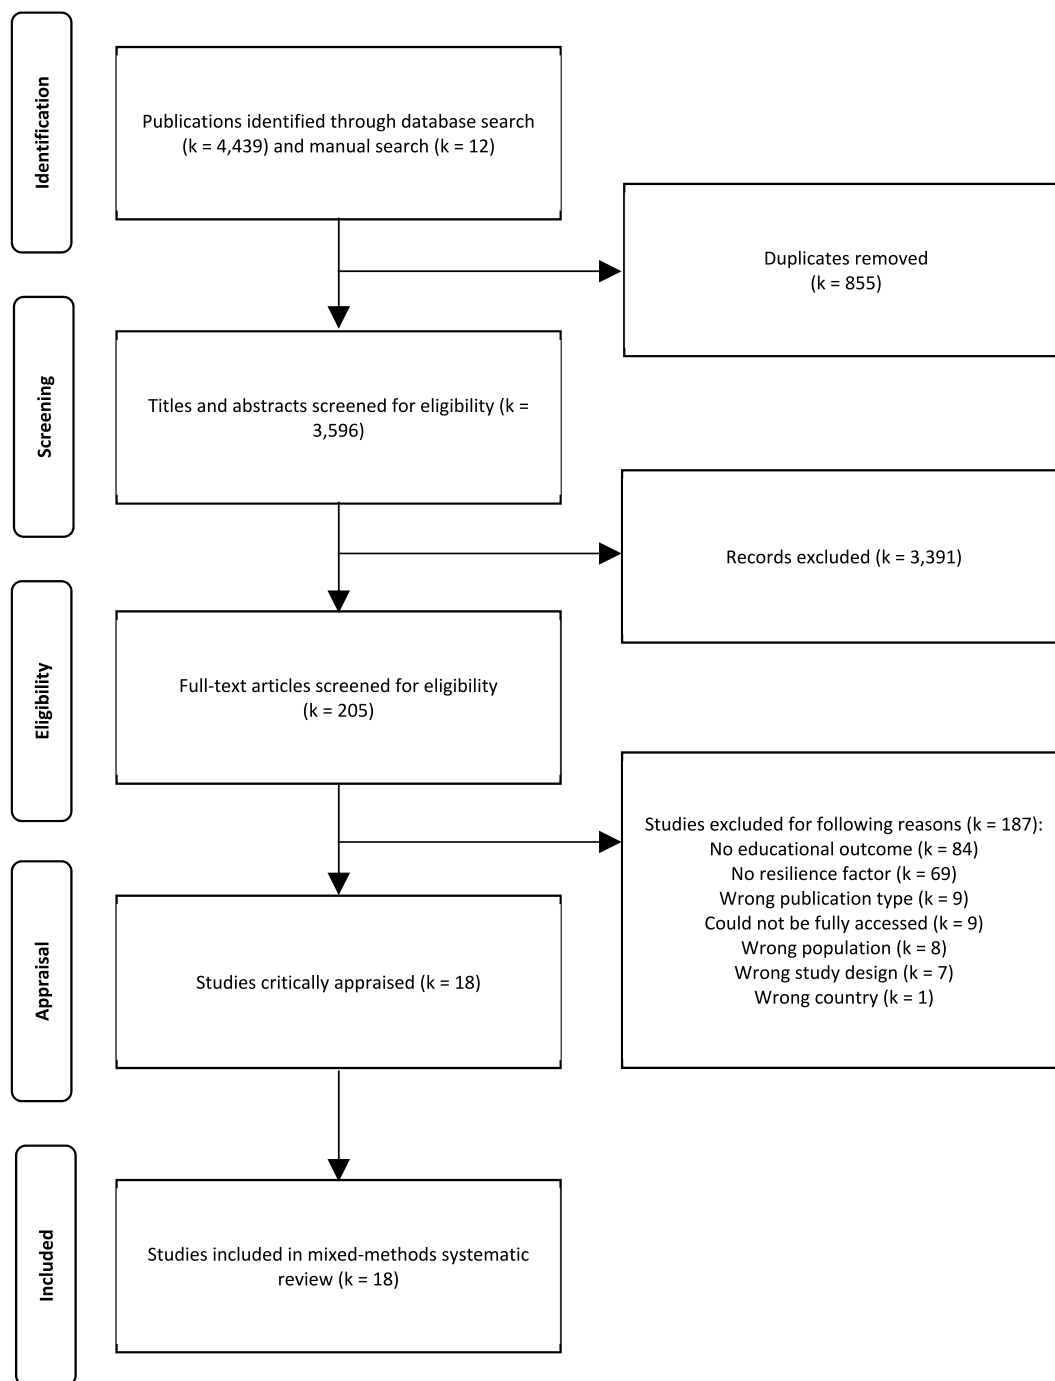 Identification
Publications identified through database search
(k = 4,439) and manual search (k = 12)
Duplicates removed
(k = 855)
Screening
Titles and abstracts screened for eligibility (k =
3,596)
Records excluded (k = 3,391)
Eligibility
Full-text articles screened for eligibility
(k = 205)
Studies excluded for following reasons (k = 187):
No educational outcome (k = 84)
No resilience factor (k = 69)
Wrong publication type (k = 9)
Could not be fully accessed (k = 9)
Wrong population (k = 8)
Wrong study design (k = 7)
Wrong country (k = 1)
Appraisal
Studies critically appraised (k = 18)
Included
Studies included in mixed-methods systematic
review (k = 18)